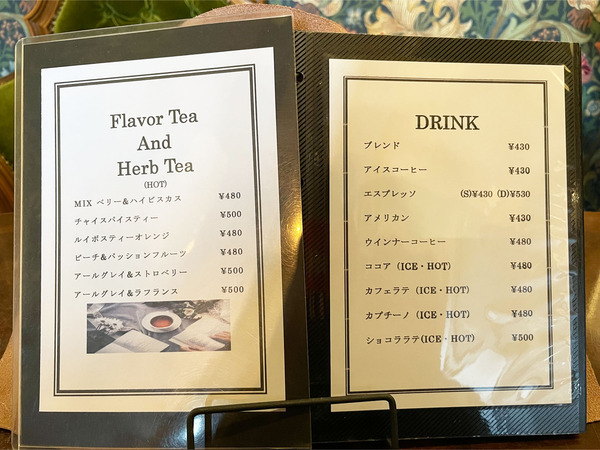 Flavor Tea
And
Herb Tea
(HOT)
MIX ベリー&ハイビスカス ¥480
チャイスパイスティー ¥500
ルイボスティーオレンジ ¥480
ピーチ&パッションフルーツ ¥480
アールグレイ&ストロベリー ¥500
アールグレイ&ラフランス ¥500
DRINK
ブレンド ¥430
アイスコーヒー ¥430
エスプレッソ (S)¥430 (D)¥530
アメリカン ¥430
ウインナーコーヒー ¥480
ココア (ICE・HOT) ¥480
カフェラテ (ICE・HOT) ¥480
カプチーノ (ICE・HOT) ¥480
ショコララテ(ICE・HOT) ¥500